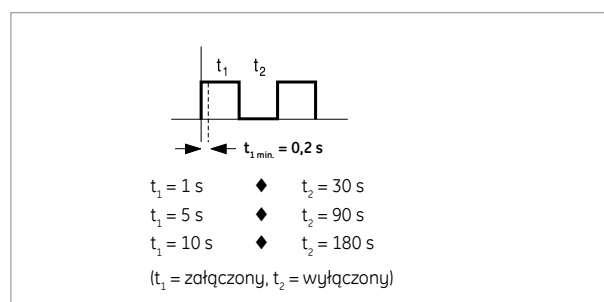 t₁ t₂
t₁ min. = 0,2 s
t₁ = 1 s ♦ t₂ = 30 s
t₁ = 5 s ♦ t₂ = 90 s
t₁ = 10 s ♦ t₂ = 180 s
(t₁ = załączony, t₂ = wyłączony)